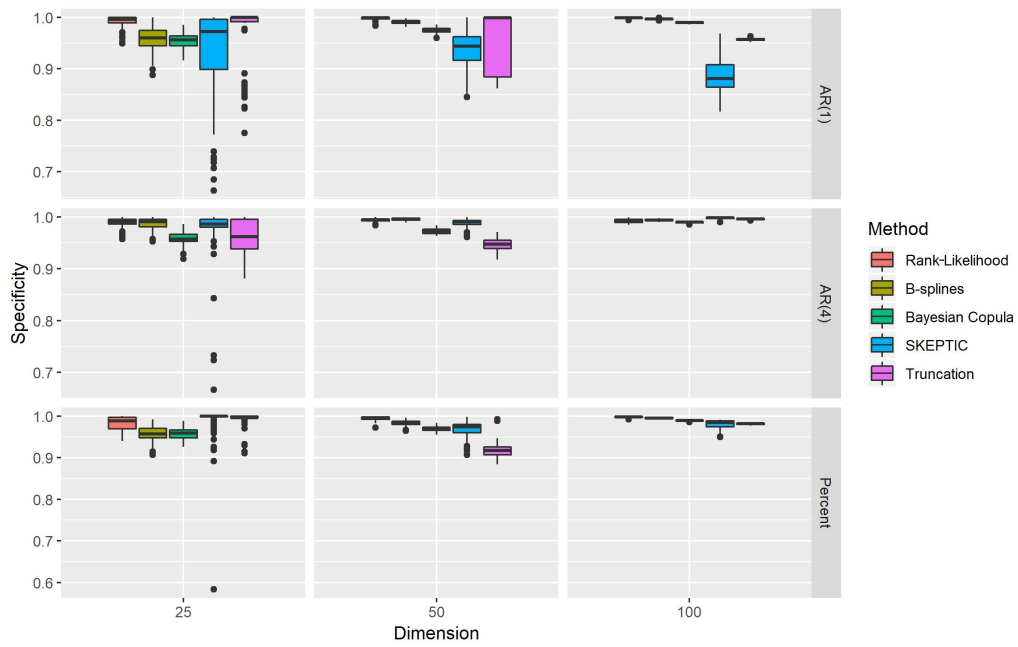 1.0
0.9
0.8
0.7
AR(1)
1.0
0.9
0.8
0.7
AR(4)
1.0
0.9
0.8
0.7
0.6
Percent
Specificity
25
50
100
Dimension
Method
Rank-Likelihood
B-splines
Bayesian Copula
SKEPTIC
Truncation